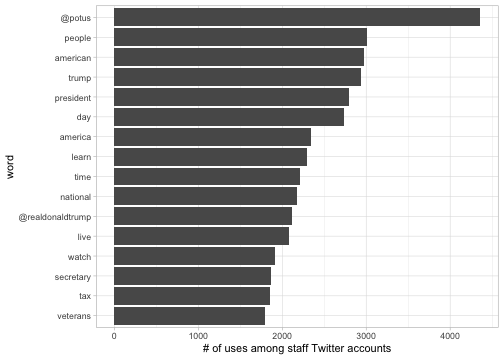 @potus
people
american
trump
president
day
america
learn
time
national
@realdonaldtrump
live
watch
secretary
tax
veterans
word
0 1000 2000 3000 4000
# of uses among staff Twitter accounts